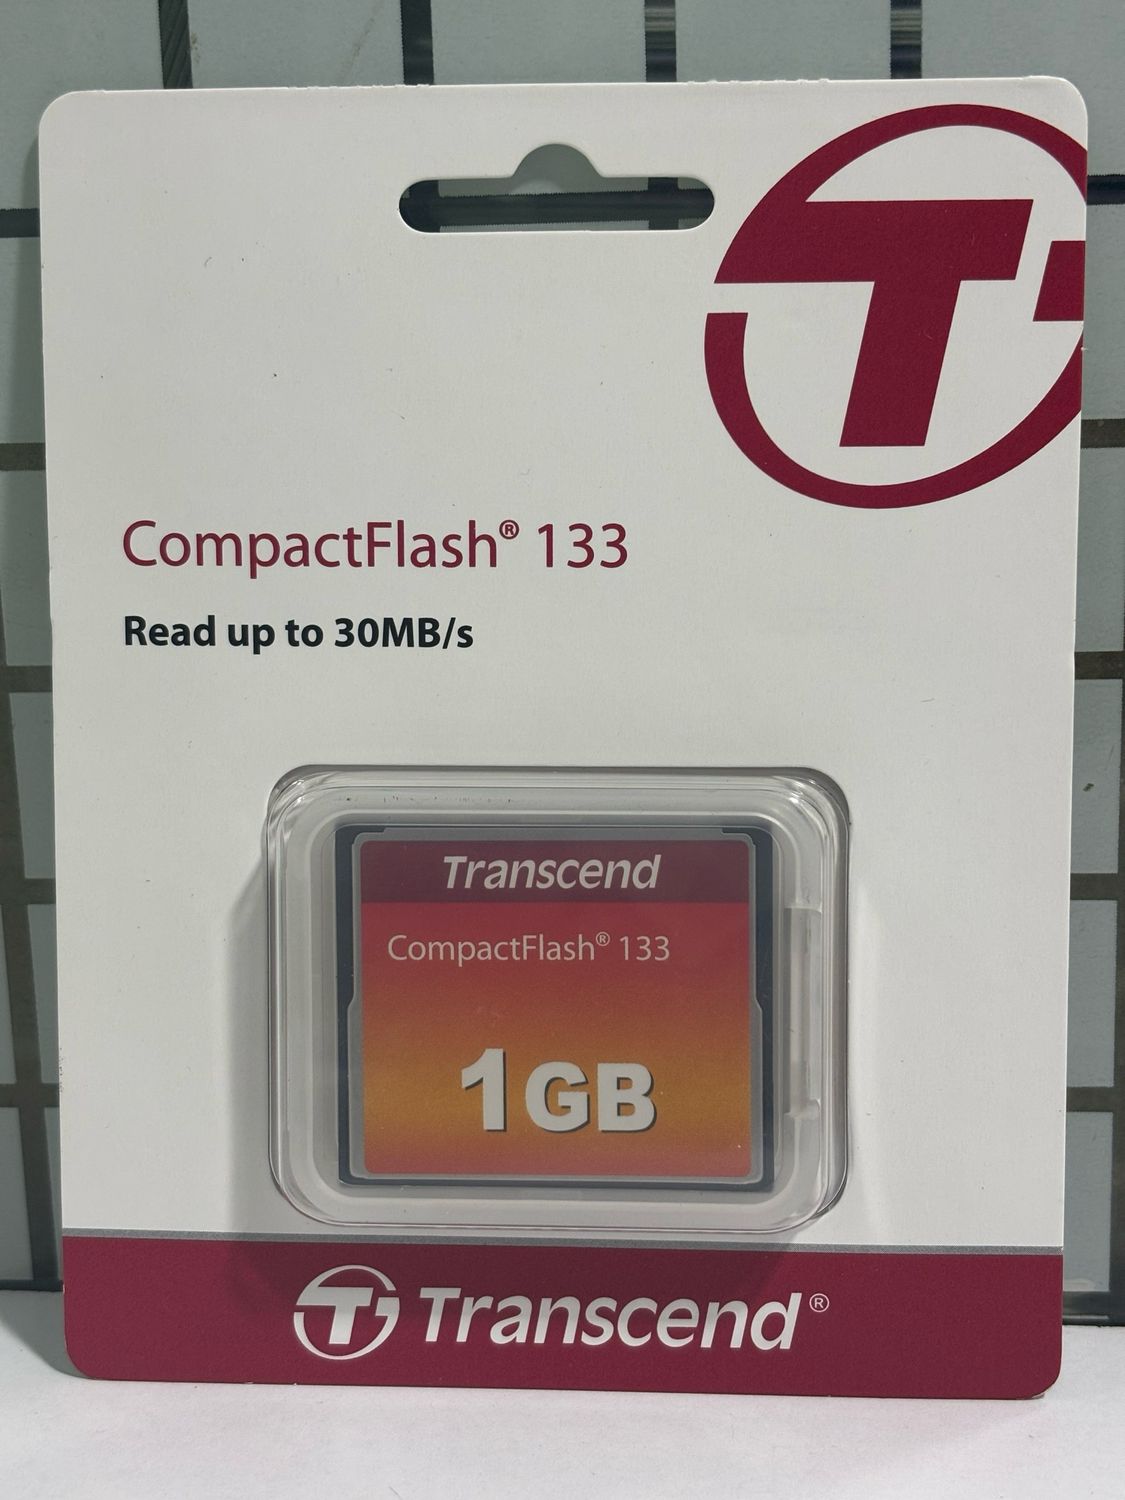 CompactFlash® 133
Read up to 30MB/s
Transcend
CompactFlash® 133
1GB
Transcend®